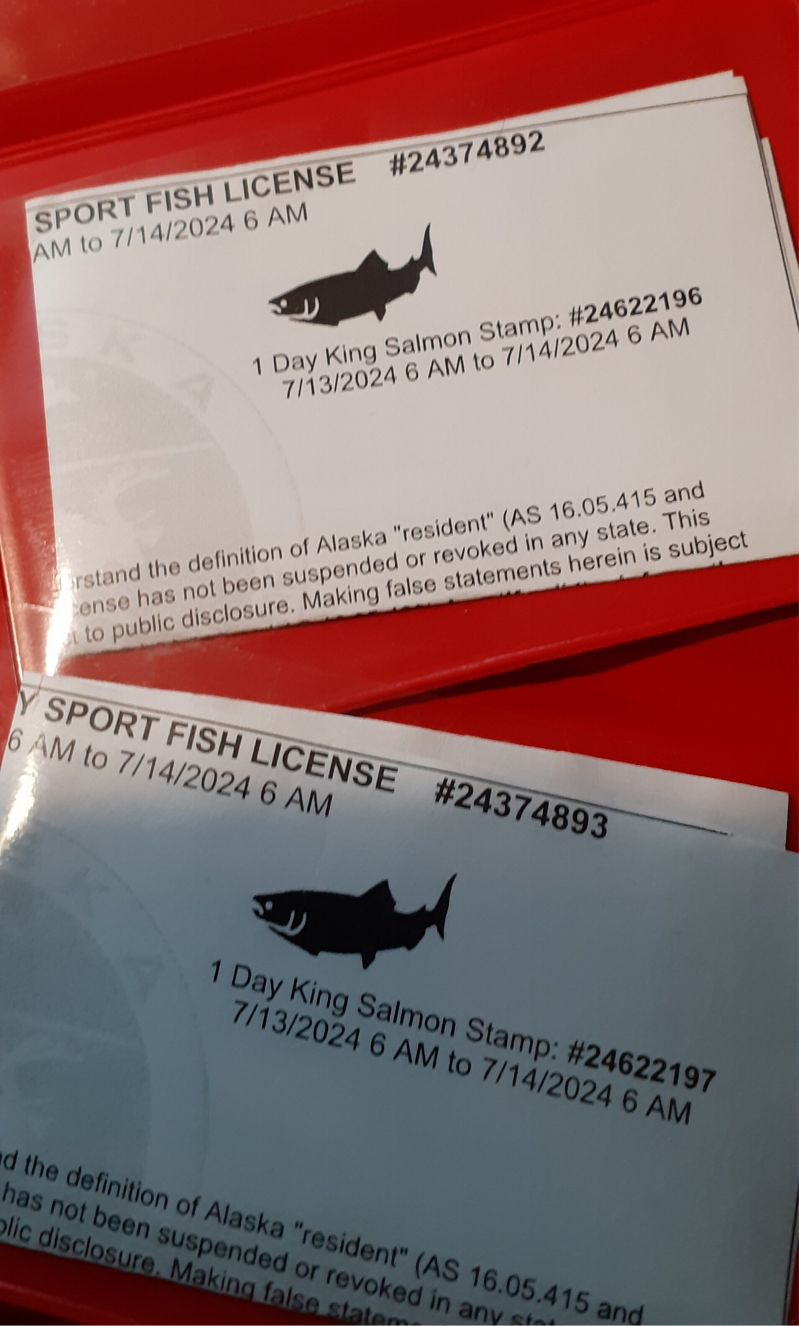 SPORT FISH LICENSE #24374892
AM to 7/14/2024 6 AM
1 Day King Salmon Stamp: #24622196
7/13/2024 6 AM to 7/14/2024 6 AM
S K A
rstand the definition of Alaska "resident" (AS 16.05.415 and
ense has not been suspended or revoked in any state. This
t to public disclosure. Making false statements herein is subject
Y SPORT FISH LICENSE #24374893
6 AM to 7/14/2024 6 AM
1 Day King Salmon Stamp: #24622197
7/13/2024 6 AM to 7/14/2024 6 AM
K A
d the definition of Alaska "resident" (AS 16.05.415 and
has not been suspended or revoked in any stat
blic disclosure. Making false statem